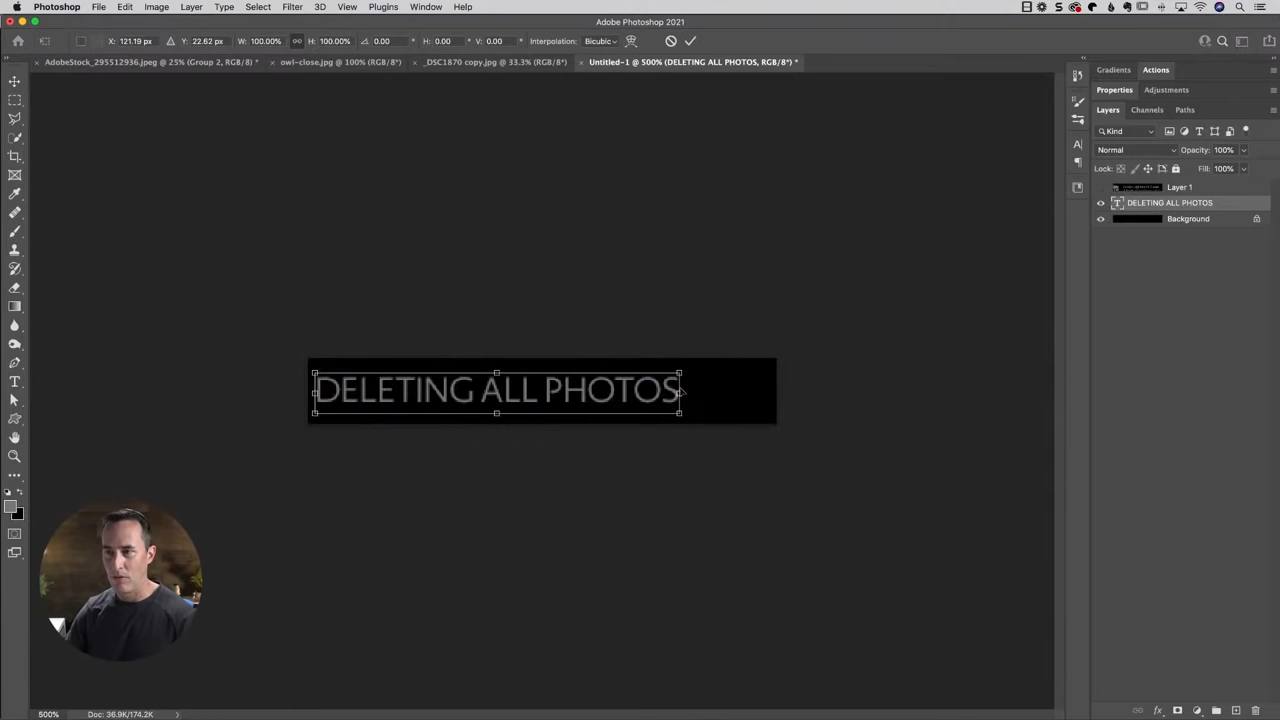 Photoshop File Edit Image Layer Type Select Filter 3D View Plugins Window Help
Adobe Photoshop 2021
X: 121.19 px Y: 22.62 px W: 100.00% H: 100.00% 0.00 ° H: 0.00 ° V: 0.00 ° Interpolation: Bicubic
AdobeStock_295512936.jpeg @ 25% (Group 2, RGB/8) * owl-close.jpg @ 100% (RGB/8*) _DSC1870 copy.jpg @ 33.3% (RGB/8*) Untitled-1 @ 500% (DELETING ALL PHOTOS, RGB/8*) *
Gradients Actions
Properties Adjustments
Layers Channels Paths
Kind
Normal Opacity: 100%
Lock: Fill: 100%
Layer 1
DELETING ALL PHOTOS
Background
DELETING ALL PHOTOS
500% Doc: 36.9K/174.2K